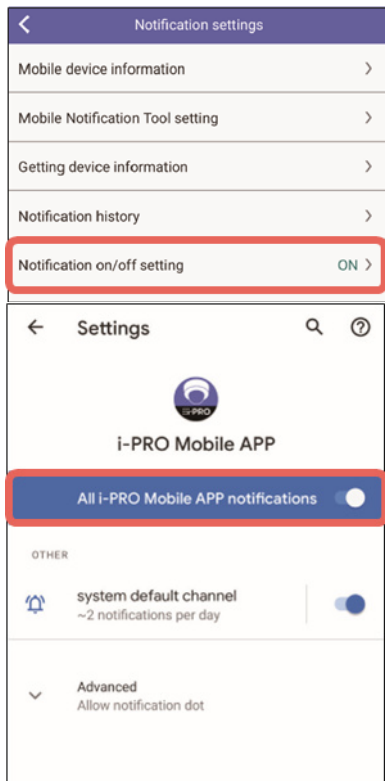 Notification settings
Mobile device information
Mobile Notification Tool setting
Getting device information
Notification history
Notification on/off setting ON
Settings
i-PRO
i-PRO Mobile APP
All i-PRO Mobile APP notifications
OTHER
system default channel
~2 notifications per day
Advanced
Allow notification dot